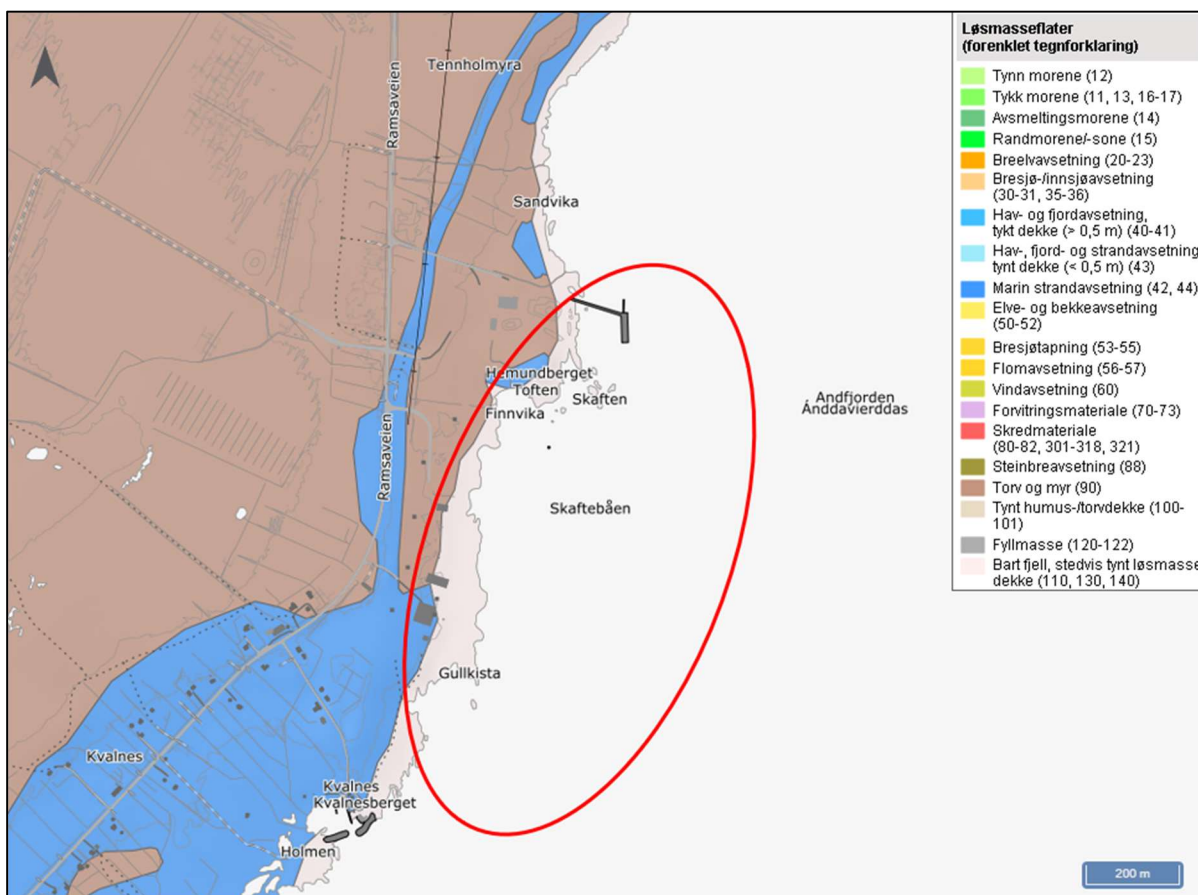 Tennholmyra
Ramsaveien
Sandvika
Hemundberget
Toften
Skaften
Finnvika
Andfjorden
Ánddavierddas
Ramsaveien
Skaftebåen
Gullkista
Kvalnes
Kvalnes
Kvalnesberget
Holmen
200 m
Løsmasseflater
(forenklet tegnforklaring)
Tynn morene (12)
Tykk morene (11, 13, 16-17)
Avsmeltingsmorene (14)
Randmorene/-sone (15)
Breelvavsetning (20-23)
Bresjø-/innsjøavsetning
(30-31, 35-36)
Hav- og fjordavsetning,
tykt dekke (> 0,5 m) (40-41)
Hav-, fjord- og strandavsetning
tynt dekke (< 0,5 m) (43)
Marin strandavsetning (42, 44)
Elve- og bekkeavsetning
(50-52)
Bresjøtapning (53-55)
Flomavsetning (56-57)
Vindavsetning (60)
Forvitringsmateriale (70-73)
Skredmateriale
(80-82, 301-318, 321)
Steinbreavsetning (88)
Torv og myr (90)
Tynt humus-/torvdekke (100-
101)
Fyllmasse (120-122)
Bart fjell, stedvis tynt løsmasse
dekke (110, 130, 140)